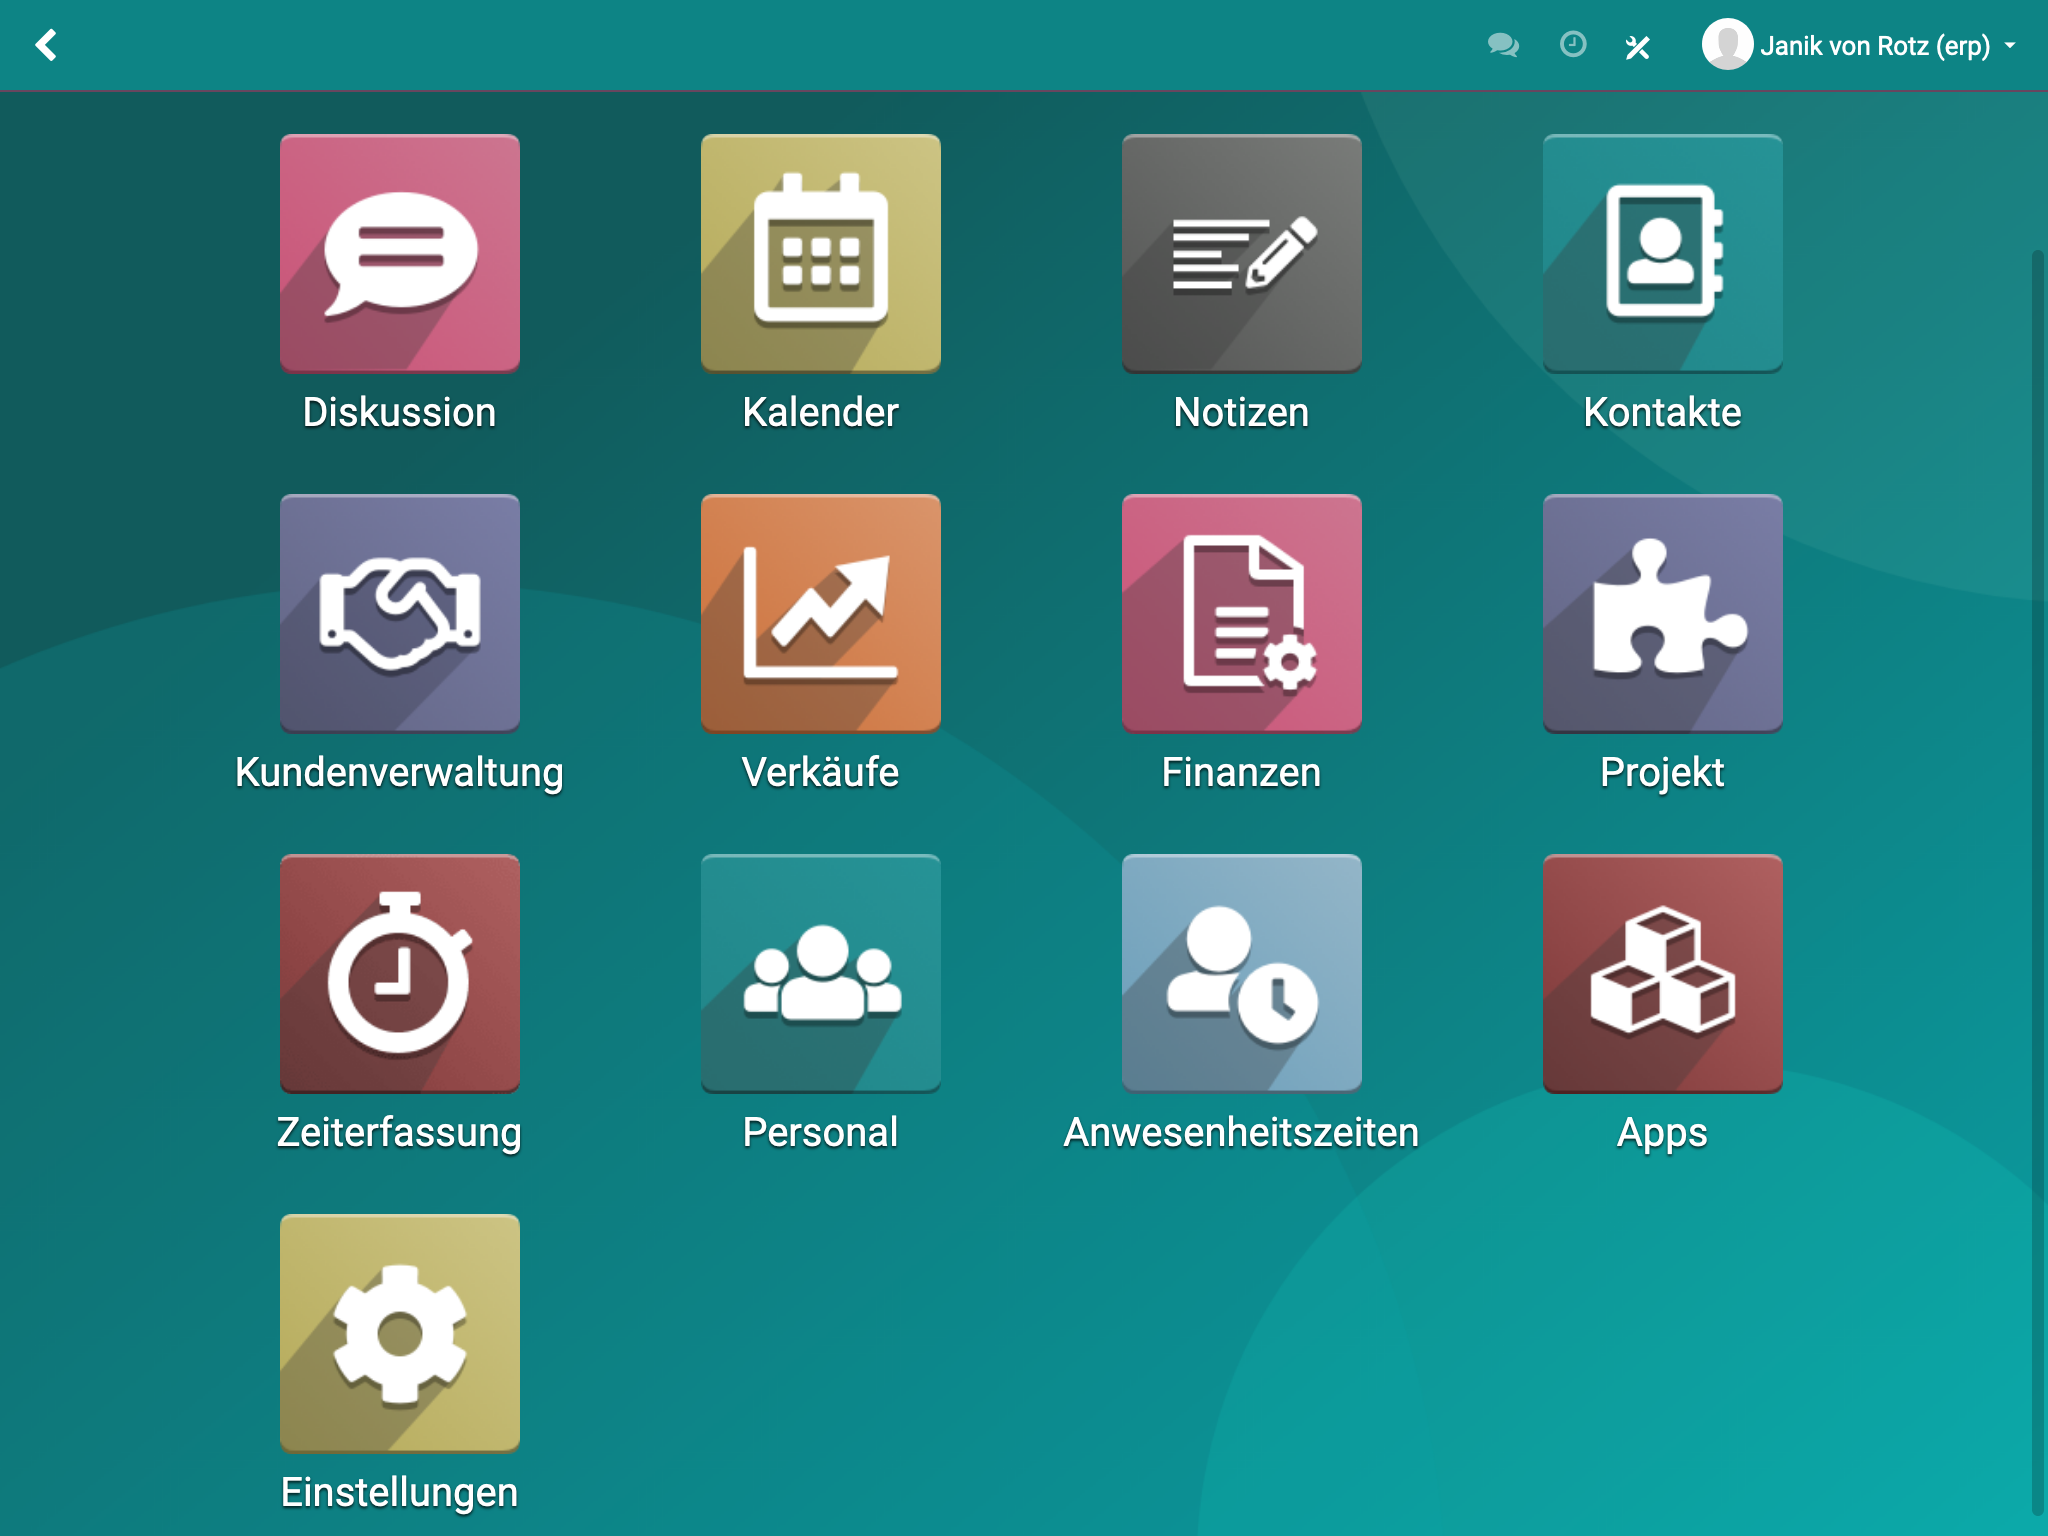 Janik von Rotz (erp)
Diskussion
Kalender
Notizen
Kontakte
Kundenverwaltung
Verkäufe
Finanzen
Projekt
Zeiterfassung
Personal
Anwesenheitszeiten
Apps
Einstellungen